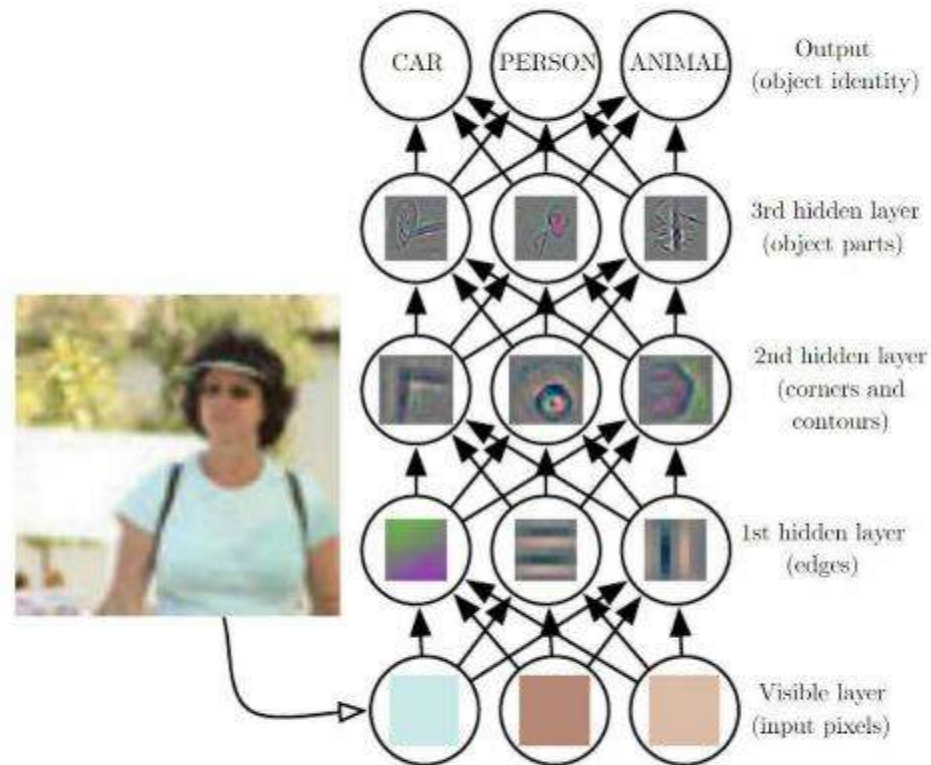 CAR PERSON ANIMAL
Output
(object identity)
3rd hidden layer
(object parts)
2nd hidden layer
(corners and
contours)
1st hidden layer
(edges)
Visible layer
(input pixels)